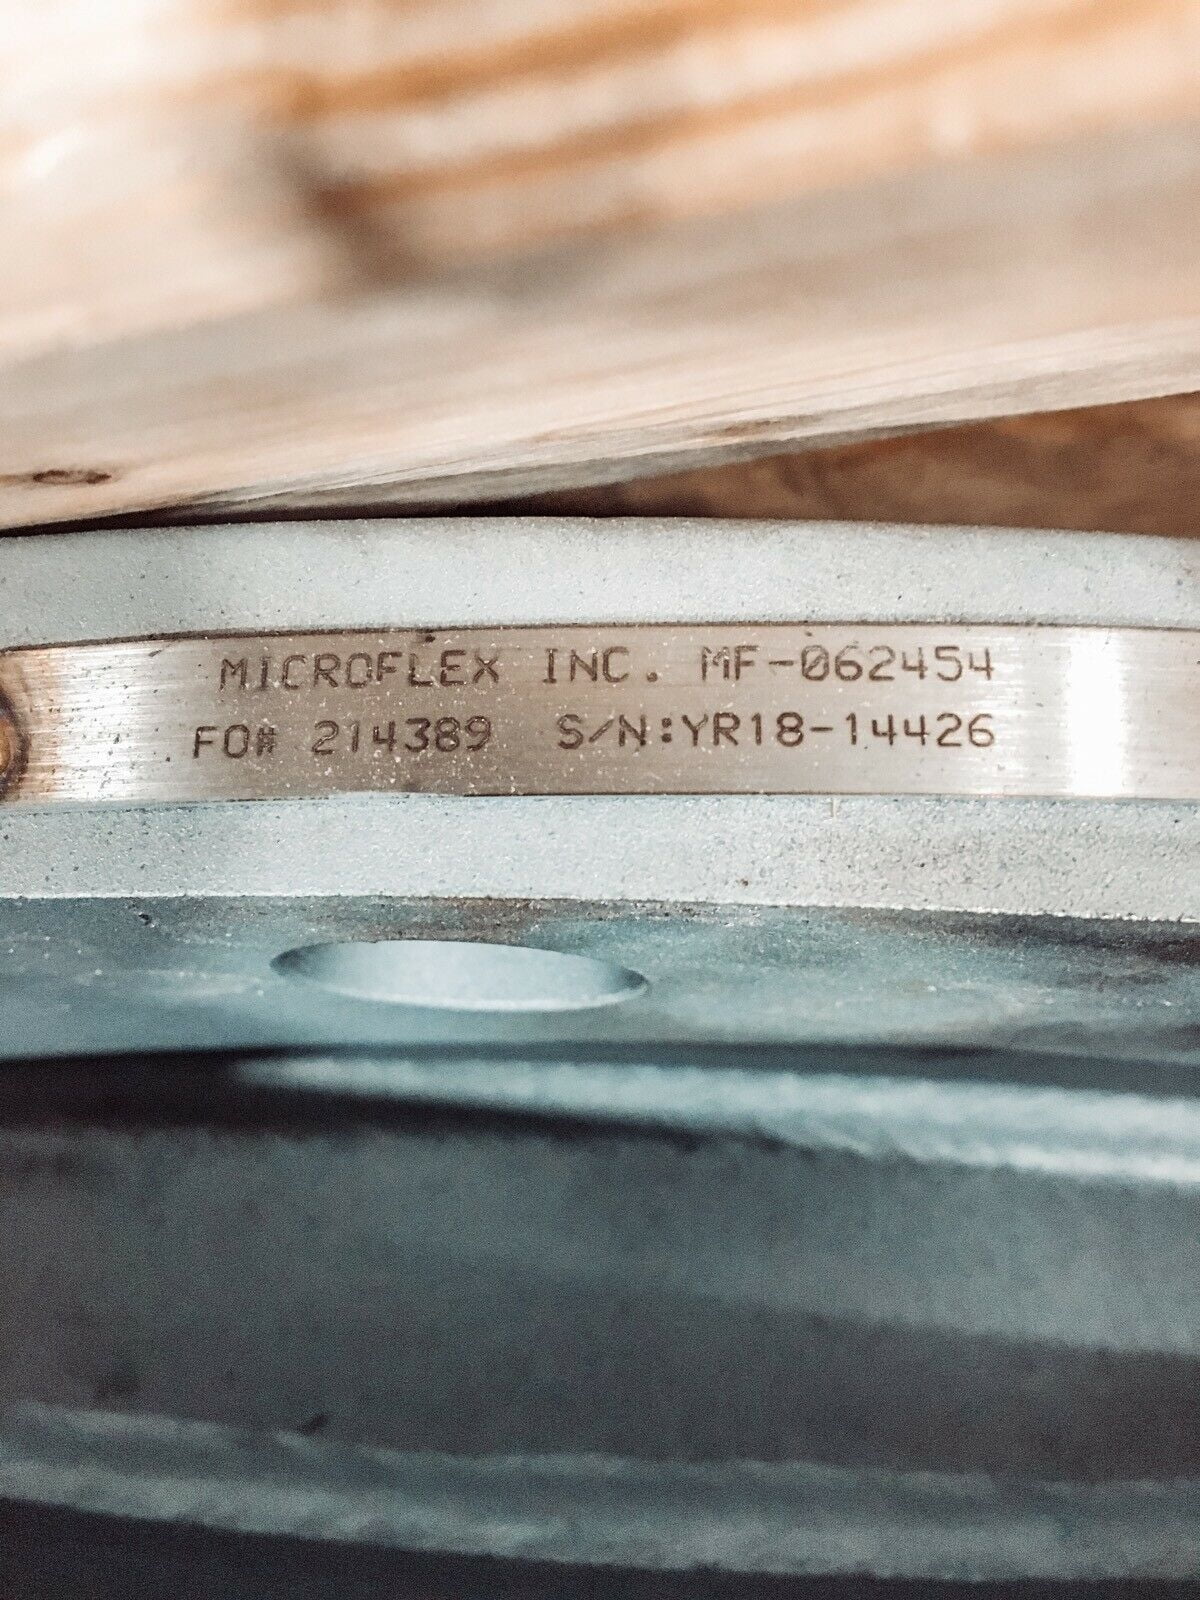 MICROFLEX INC. MF-062454
FO# 214389 S/N:YR18-14426